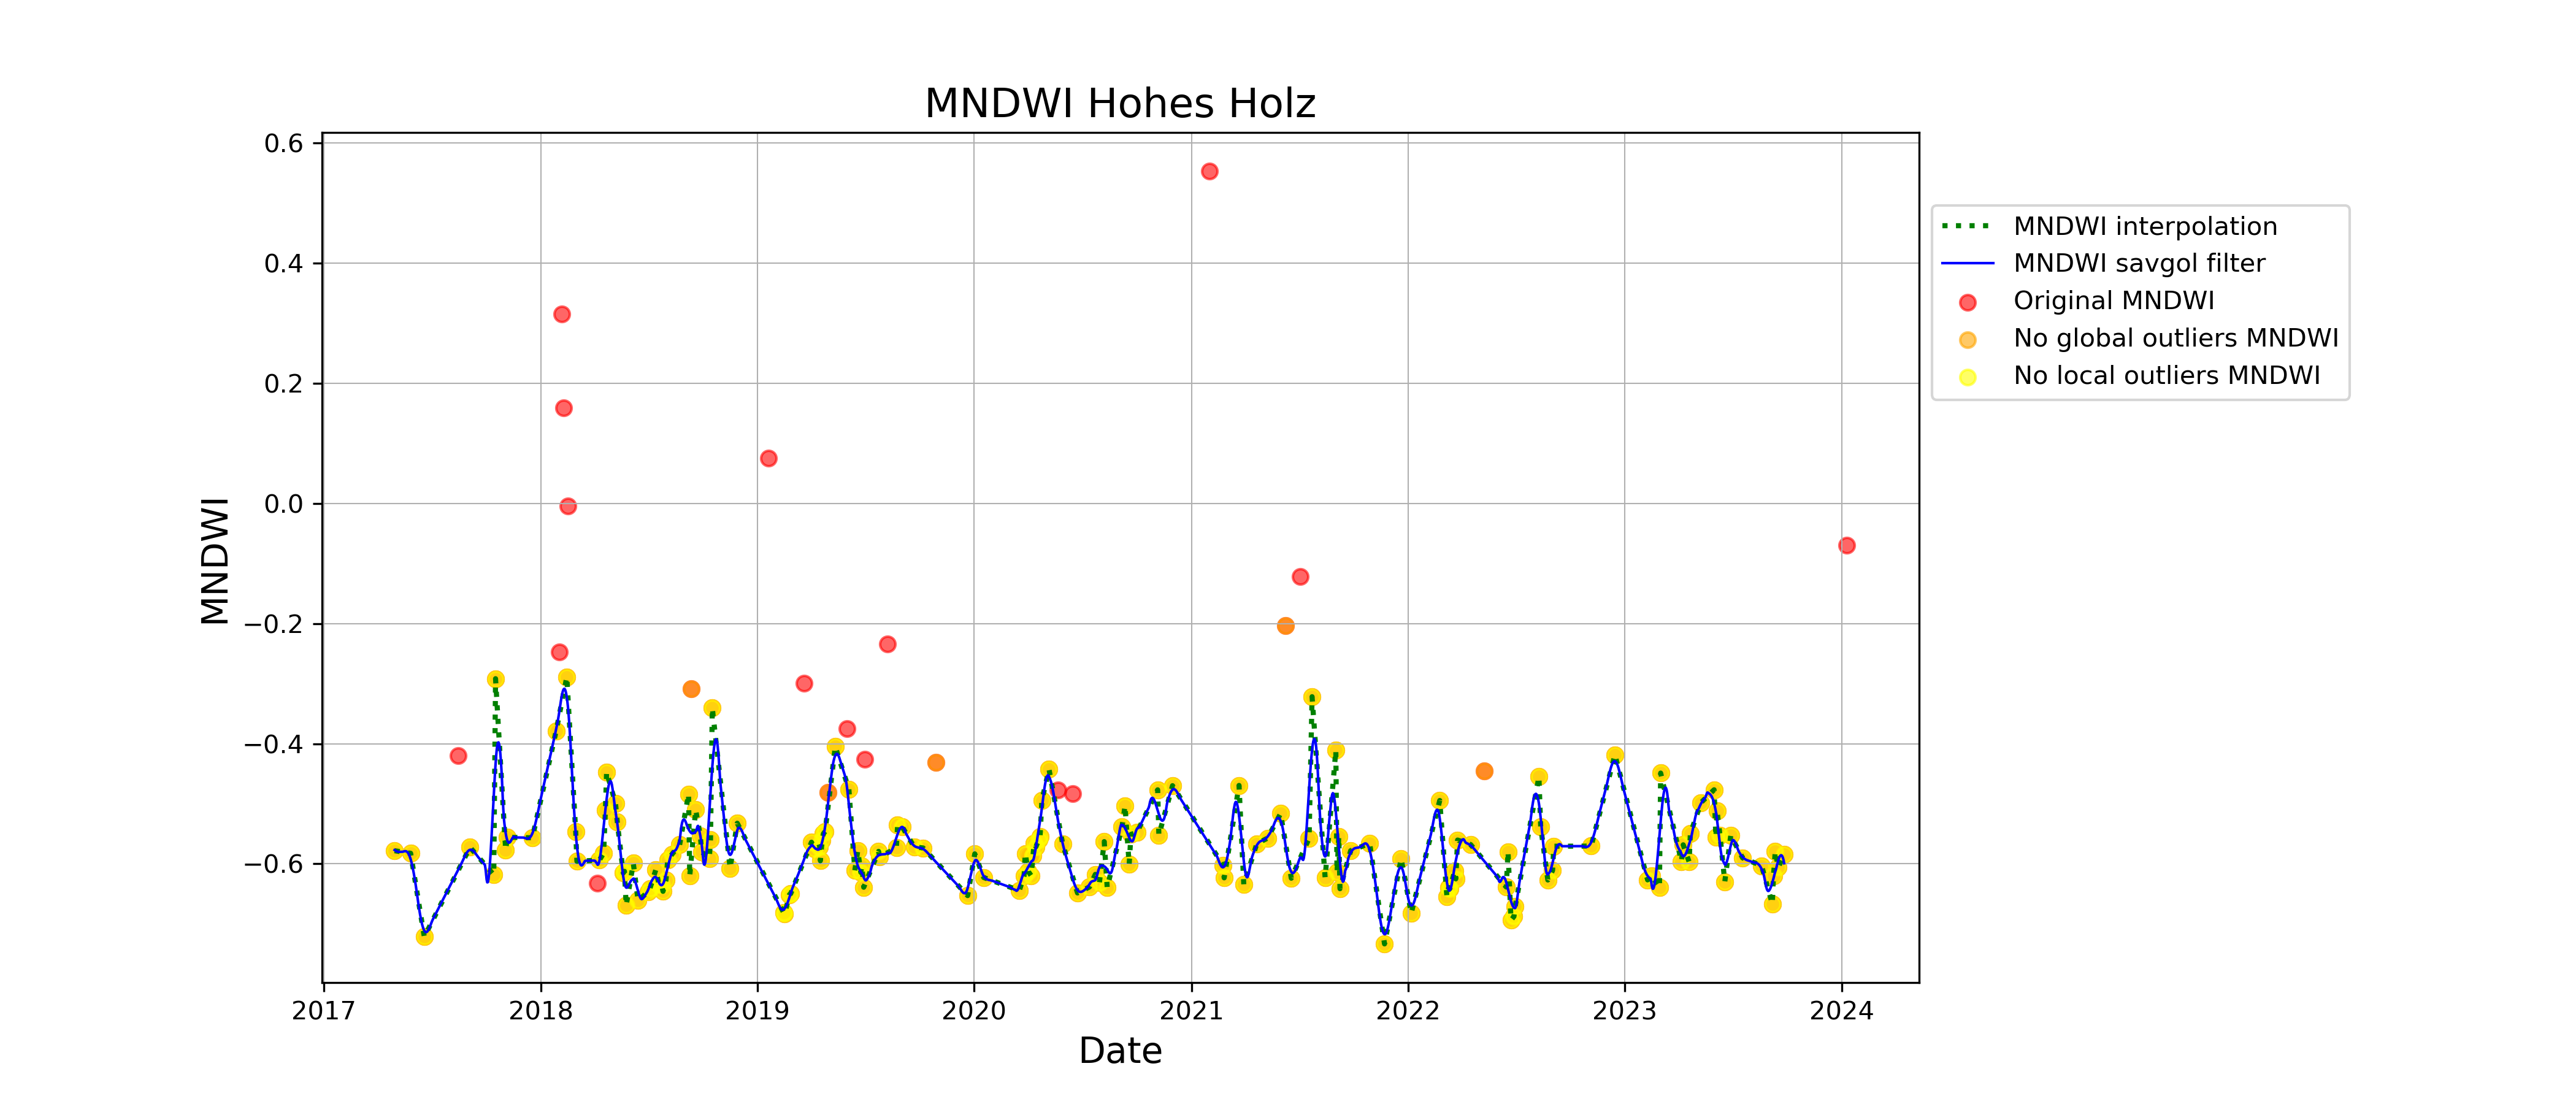 MNDWI Hohes Holz
0.6
0.4
0.2
0.0
−0.2
−0.4
−0.6
MNDWI
2017 2018 2019 2020 2021 2022 2023 2024
Date
MNDWI interpolation
MNDWI savgol filter
Original MNDWI
No global outliers MNDWI
No local outliers MNDWI